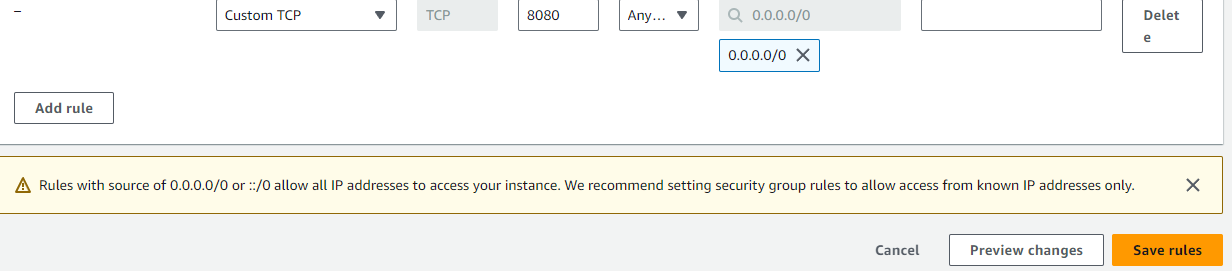 –
Custom TCP
TCP
8080
Any...
0.0.0.0/0
Delet
e
0.0.0.0/0
Add rule
Rules with source of 0.0.0.0/0 or ::/0 allow all IP addresses to access your instance. We recommend setting security group rules to allow access from known IP addresses only.
Cancel
Preview changes
Save rules